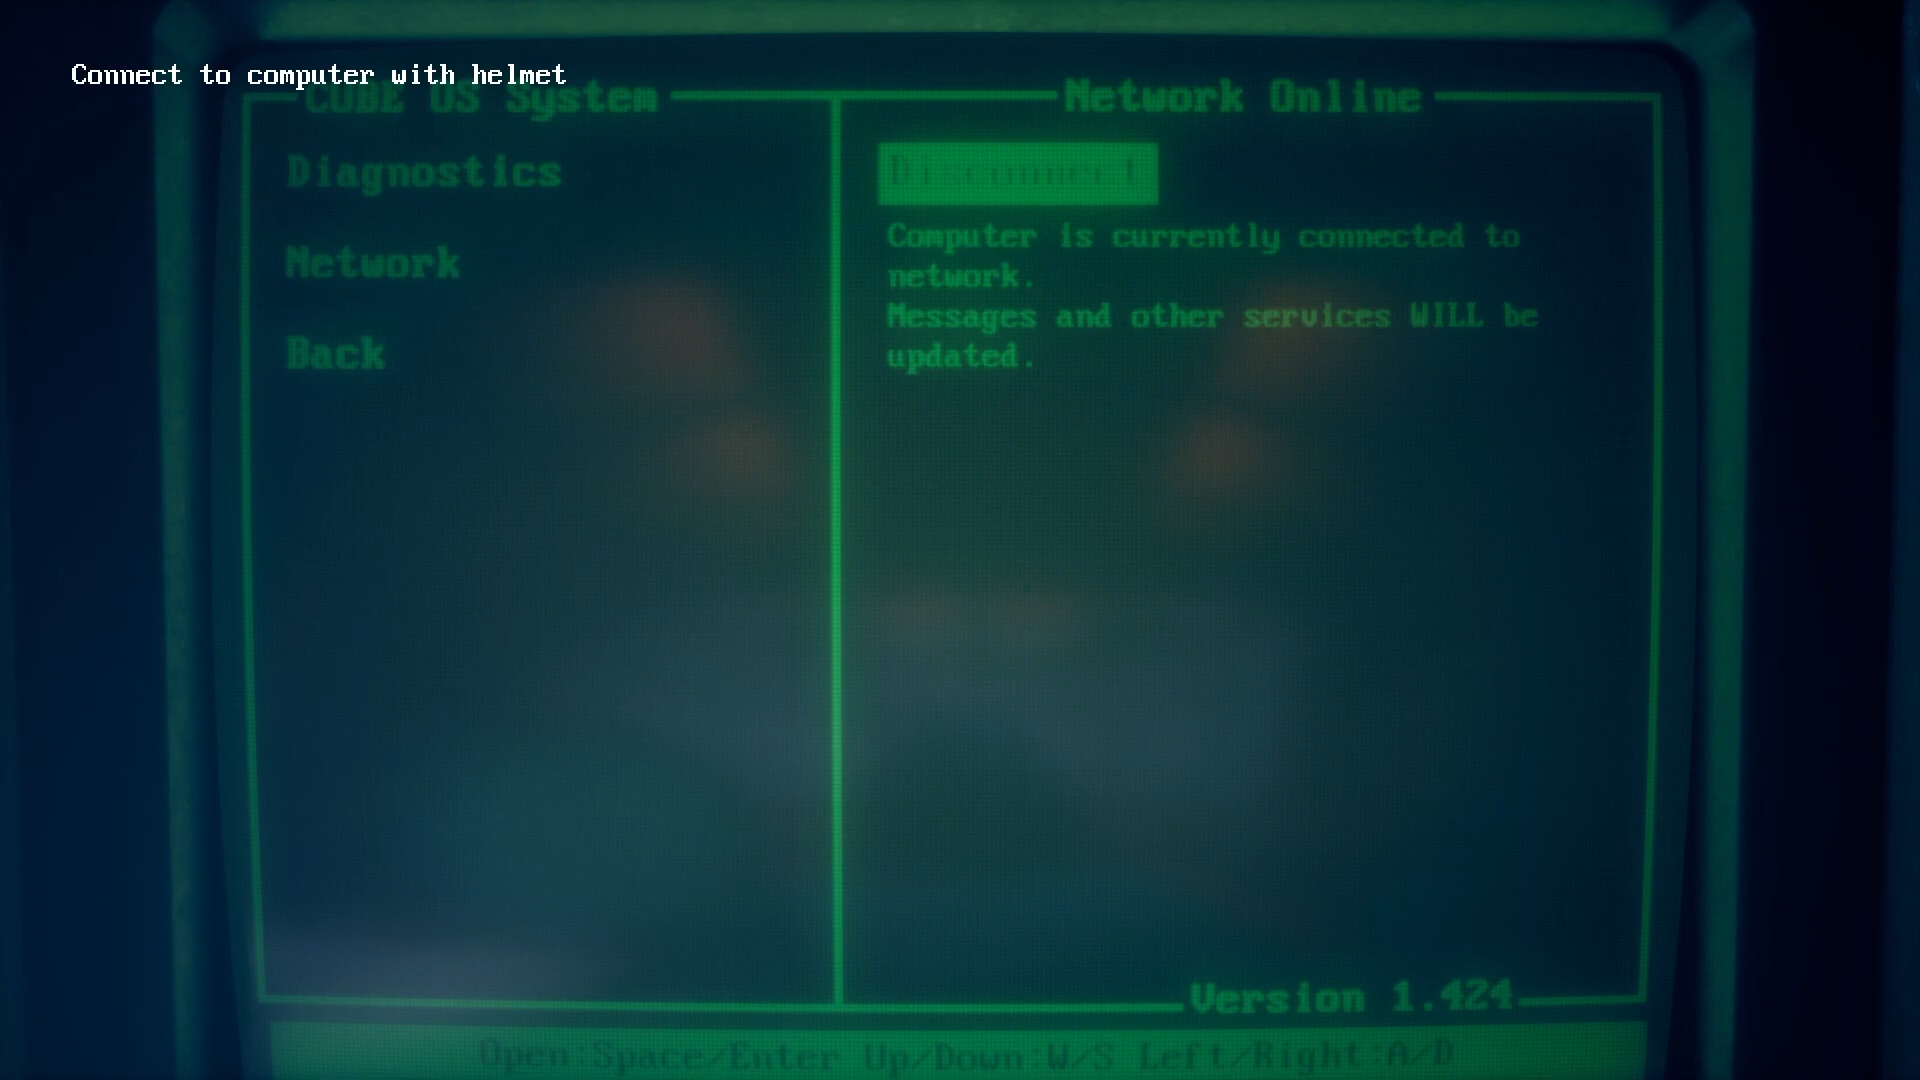 Connect to computer with helmet
CUBE OS System
Network Online
Diagnostics
Network
Back
Disconnect
Computer is currently connected to
network.
Messages and other services WILL be
updated.
Version 1.424
Open:Space/Enter Up/Down:W/S Left/Right:A/D